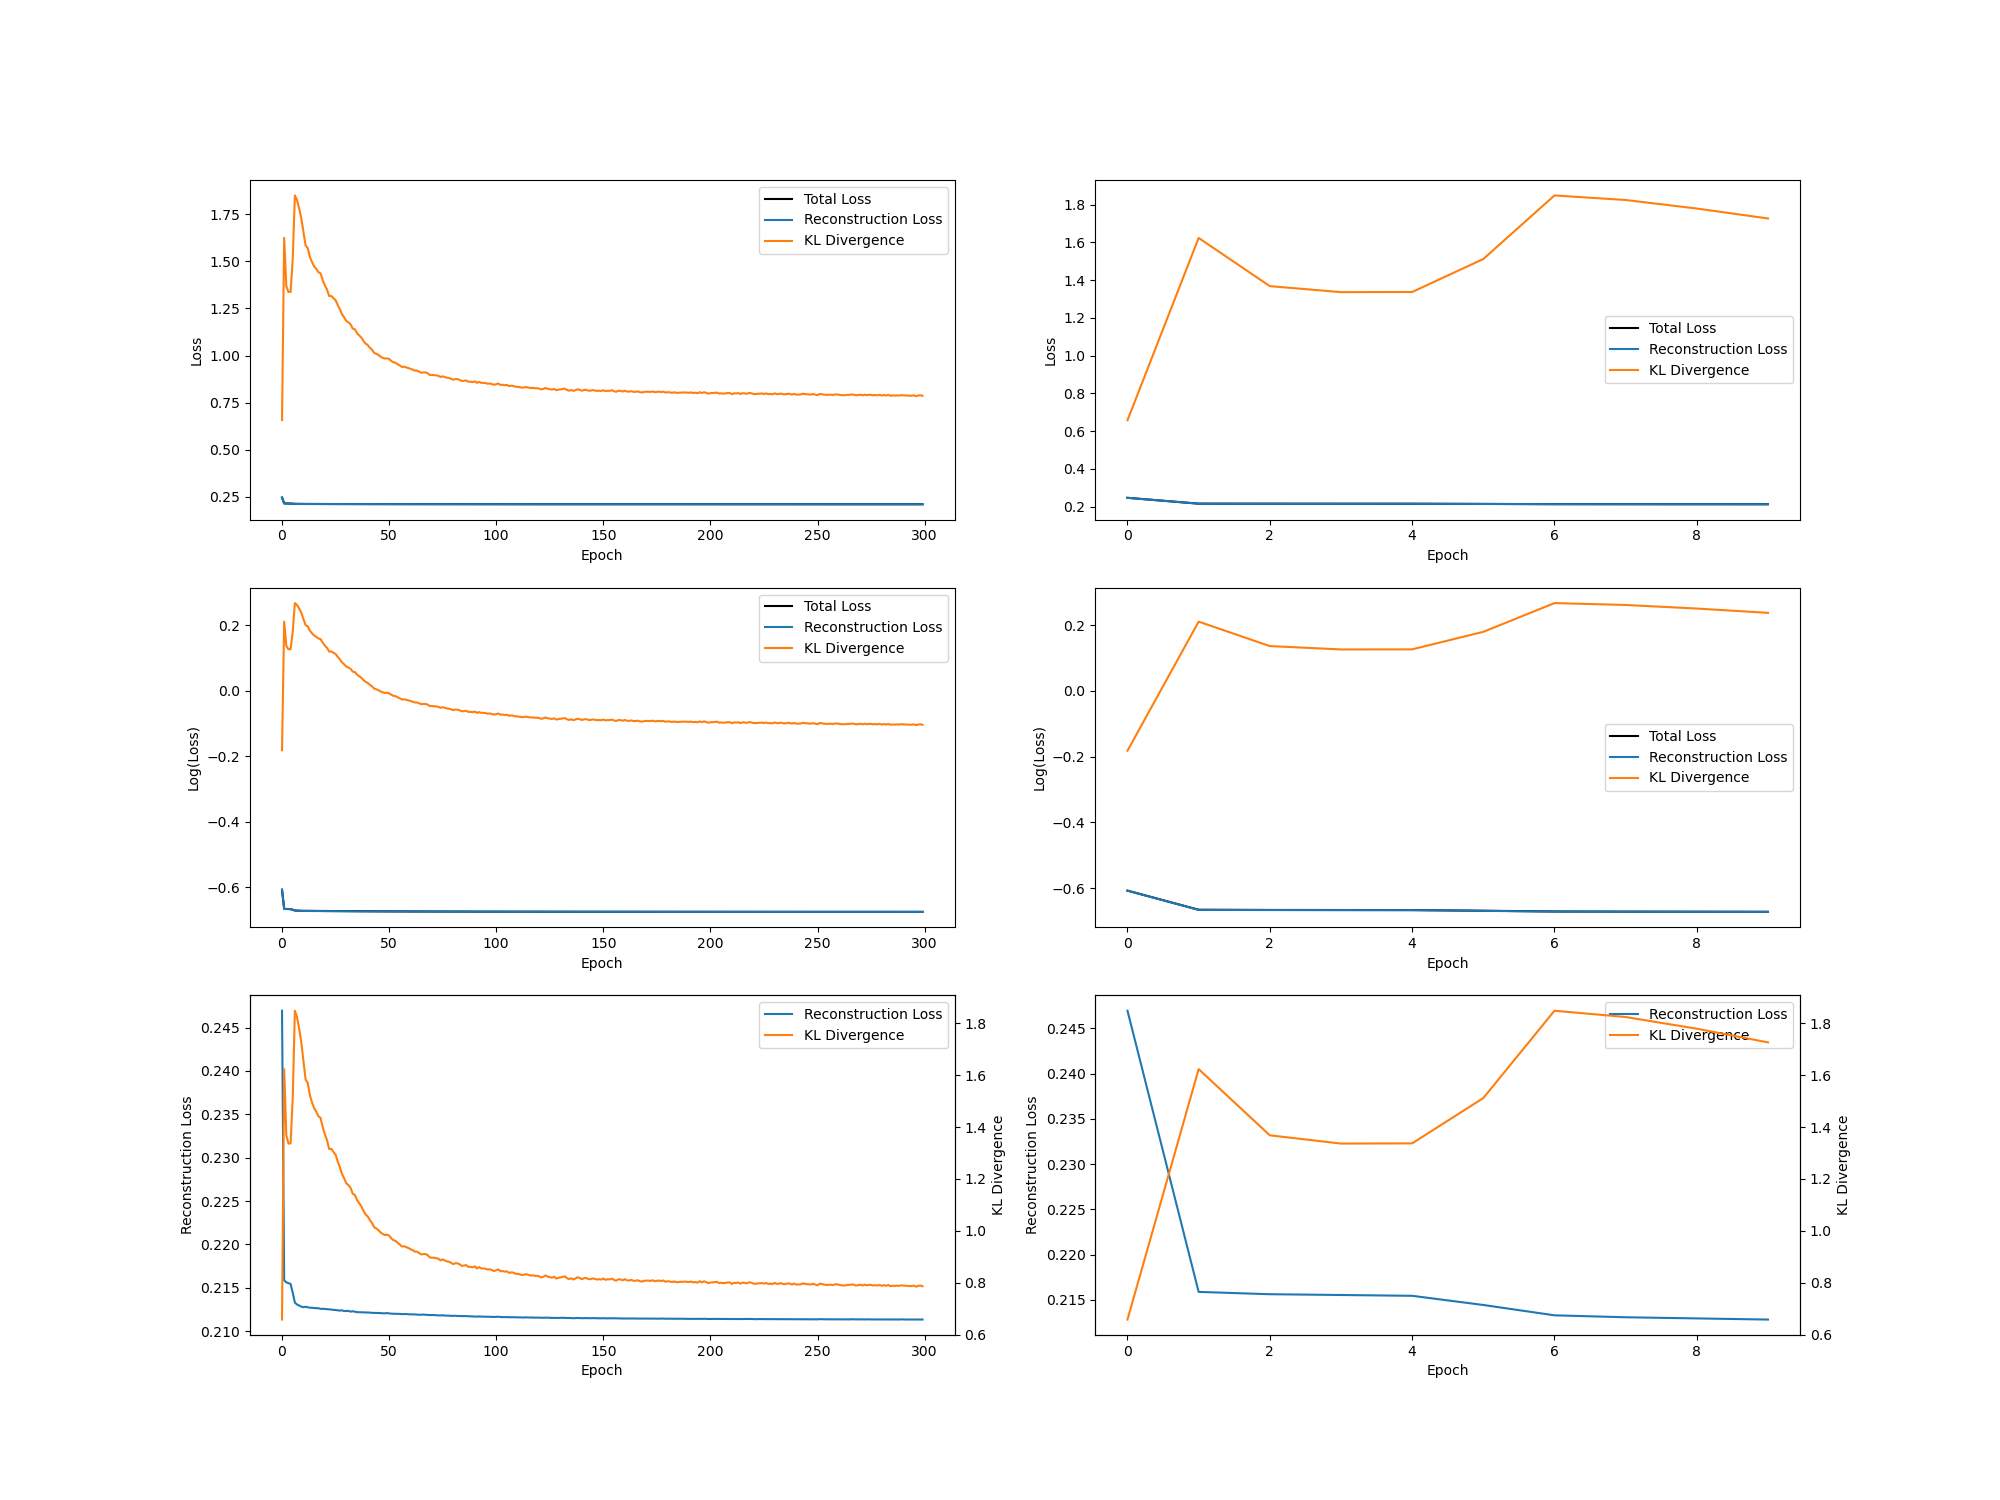 Loss
1.75
1.50
1.25
1.00
0.75
0.50
0.25
Total Loss
Reconstruction Loss
KL Divergence
0 50 100 150 200 250 300
Epoch
Loss
1.8
1.6
1.4
1.2
1.0
0.8
0.6
0.4
0.2
Total Loss
Reconstruction Loss
KL Divergence
0 2 4 6 8
Epoch
Log(Loss)
0.2
0.0
−0.2
−0.4
−0.6
Total Loss
Reconstruction Loss
KL Divergence
0 50 100 150 200 250 300
Epoch
Log(Loss)
0.2
0.0
−0.2
−0.4
−0.6
Total Loss
Reconstruction Loss
KL Divergence
0 2 4 6 8
Epoch
Reconstruction Loss
0.245
0.240
0.235
0.230
0.225
0.220
0.215
0.210
Reconstruction Loss
KL Divergence
1.8
1.6
1.4
1.2
1.0
0.8
0.6
KL Divergence
0 50 100 150 200 250 300
Epoch
Reconstruction Loss
0.245
0.240
0.235
0.230
0.225
0.220
0.215
Reconstruction Loss
KL Divergence
1.8
1.6
1.4
1.2
1.0
0.8
0.6
KL Divergence
0 2 4 6 8
Epoch